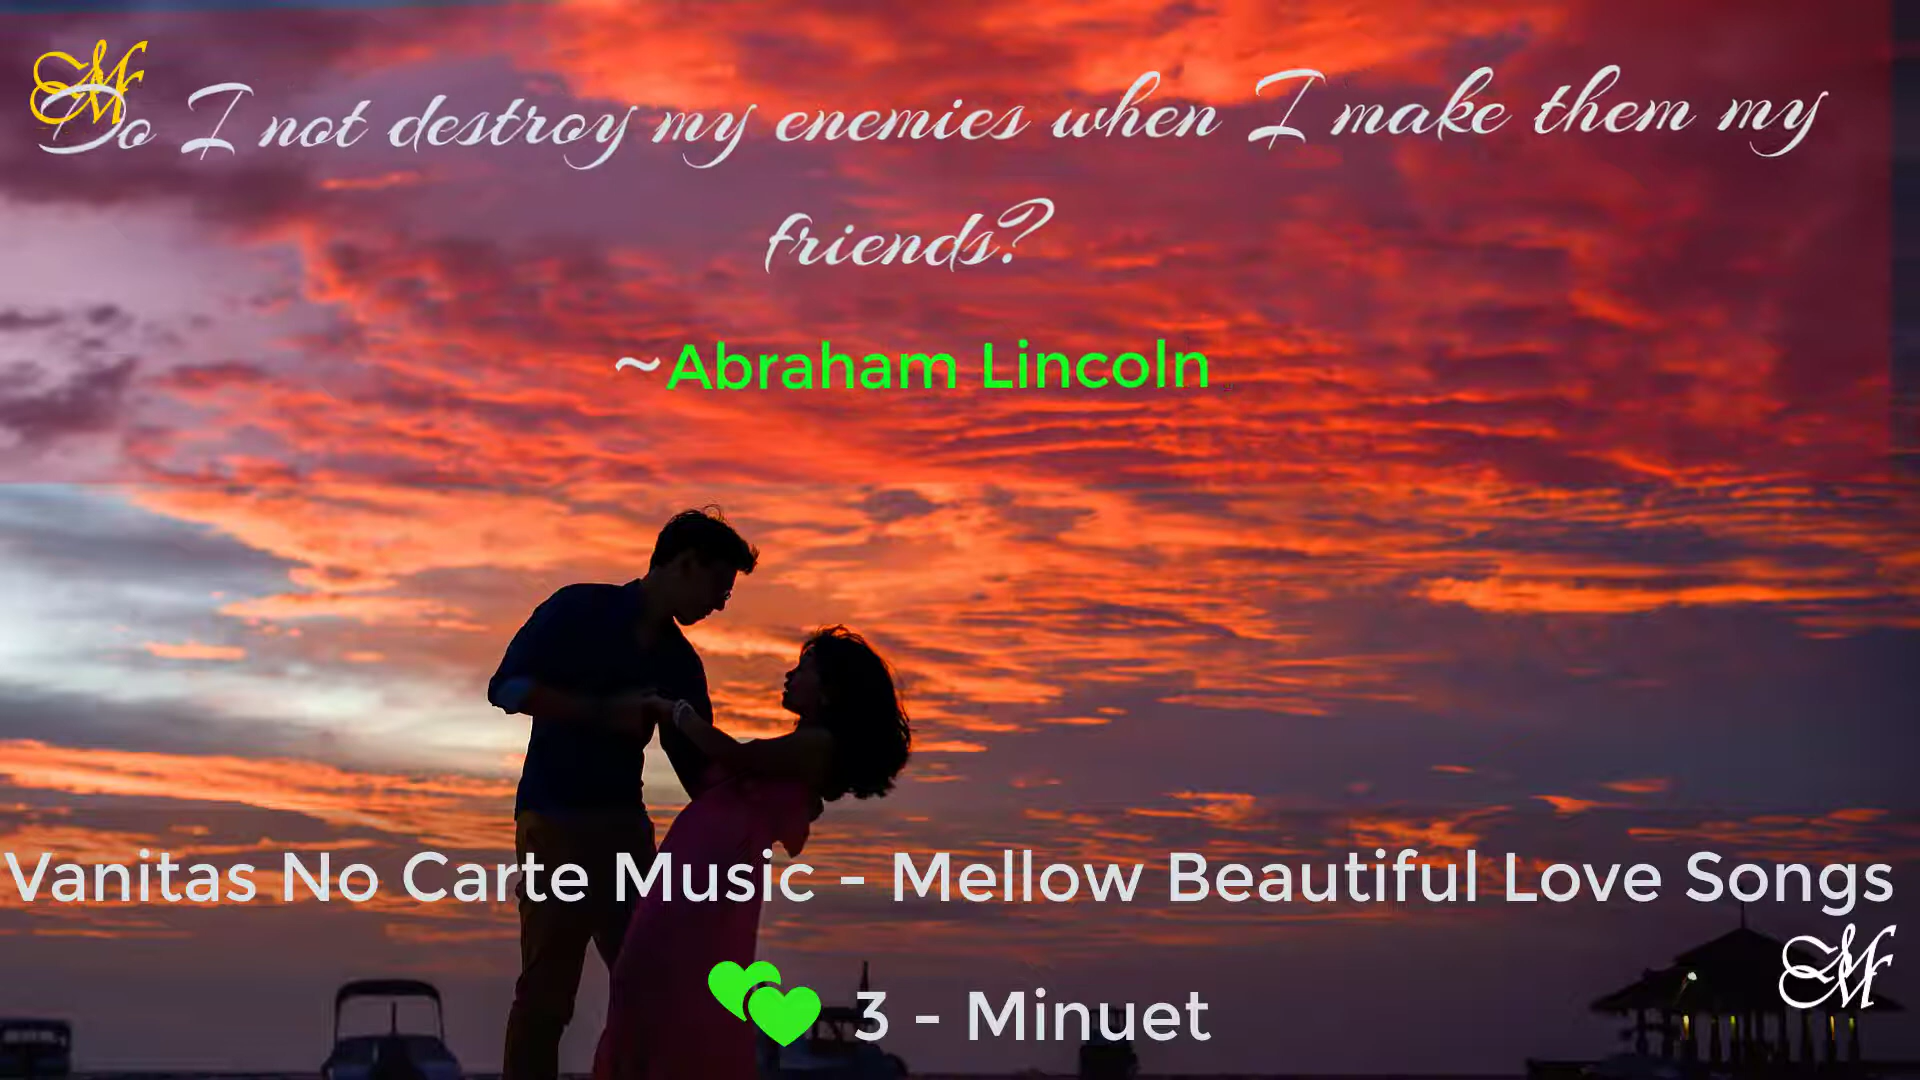 Do I not destroy my enemies when I make them my
friends?
~Abraham Lincoln
Vanitas No Carte Music - Mellow Beautiful Love Songs
3 - Minuet